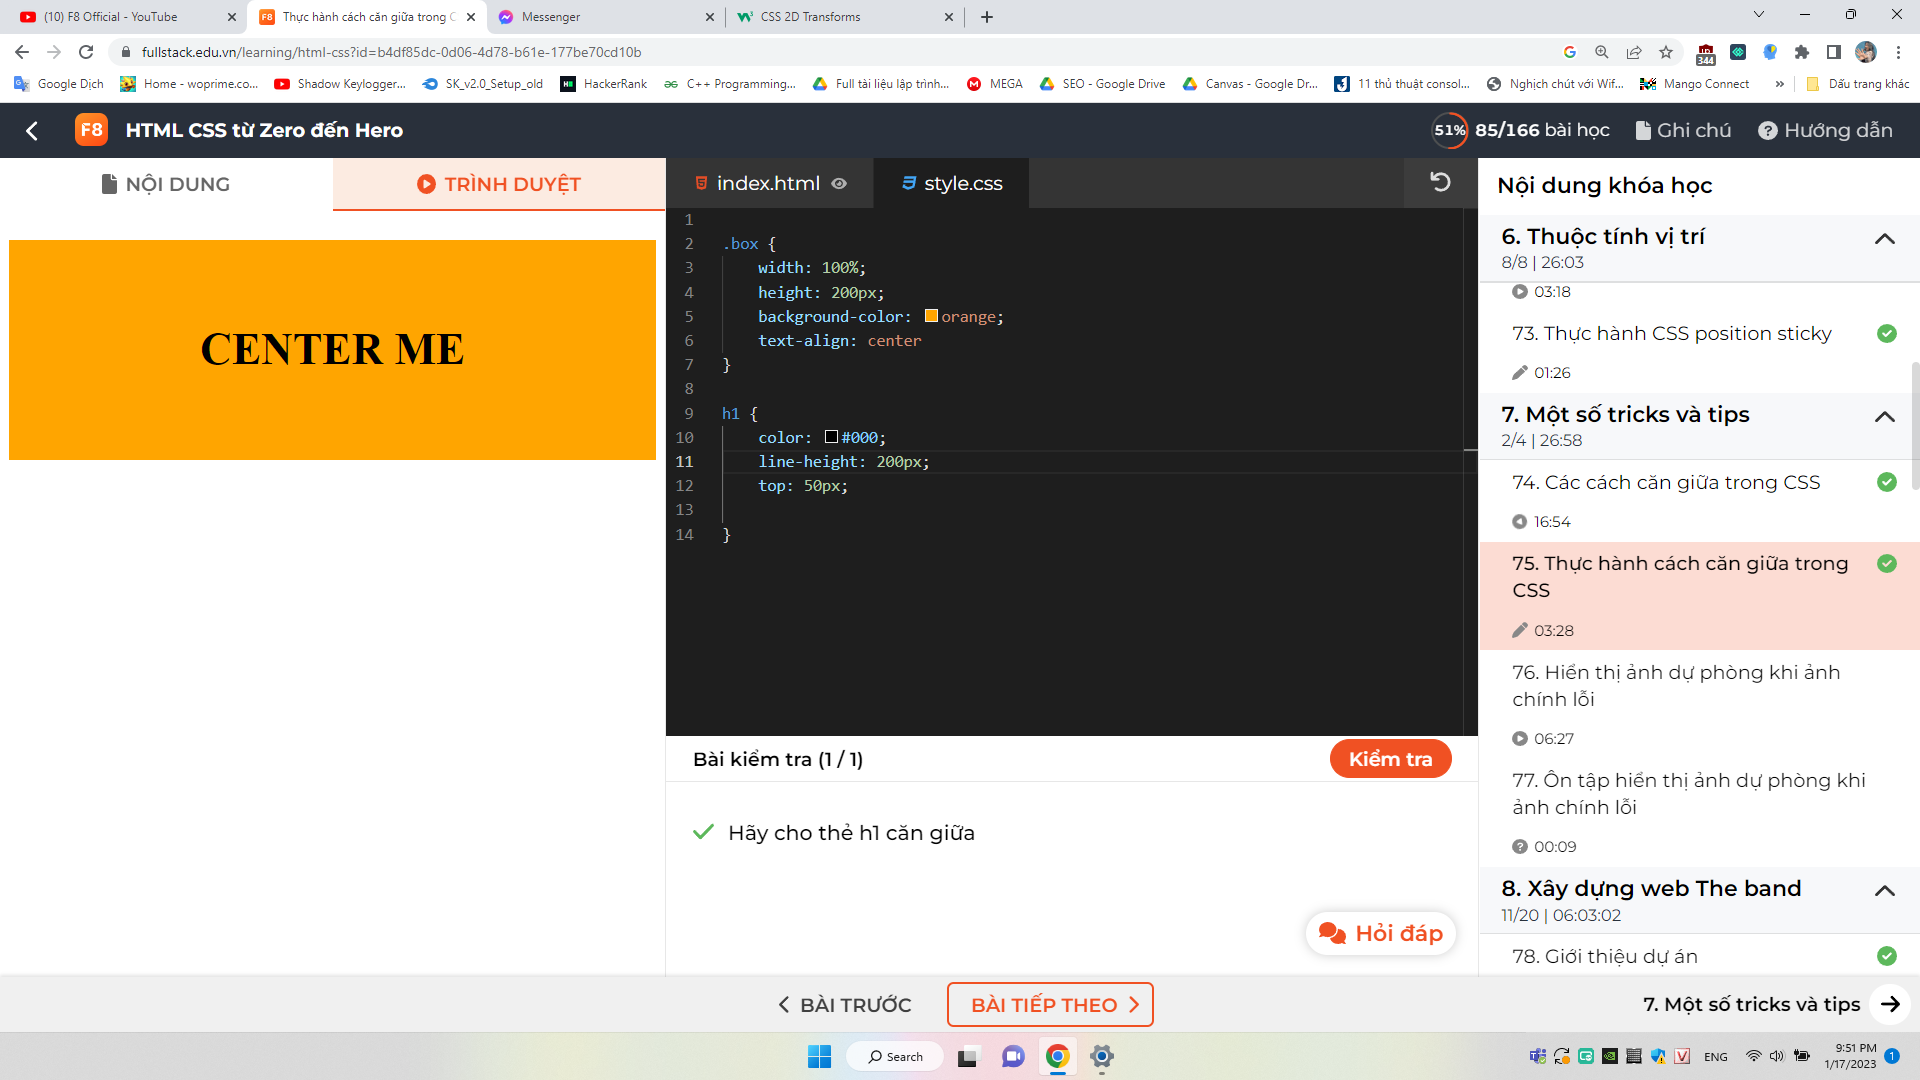 (10) F8 Official - YouTube
Thực hành cách căn giữa trong C
Messenger
CSS 2D Transforms
fullstack.edu.vn/learning/html-css?id=b4df85dc-0d06-4d78-b61e-177be70cd10b
344
Google Dịch
Home - woprime.co...
Shadow Keylogger...
SK_v2.0_Setup_old
HackerRank
C++ Programming...
Full tài liệu lập trình...
MEGA
SEO - Google Drive
Canvas - Google Dr...
11 thủ thuật consol...
Nghịch chút với Wif...
Mango Connect
»
Dấu trang khác
F8
HTML CSS từ Zero đến Hero
51%
85/166 bài học
Ghi chú
Hướng dẫn
NỘI DUNG
TRÌNH DUYỆT
CENTER ME
index.html
style.css
1
2 .box {
3 width: 100%;
4 height: 200px;
5 background-color: orange;
6 text-align: center
7 }
8
9 h1 {
10 color: #000;
11 line-height: 200px;
12 top: 50px;
13
14 }
Bài kiểm tra (1 / 1)
Kiểm tra
Hãy cho thẻ h1 căn giữa
Hỏi đáp
Nội dung khóa học
6. Thuộc tính vị trí
8/8 | 26:03
03:18
73. Thực hành CSS position sticky
01:26
7. Một số tricks và tips
2/4 | 26:58
74. Các cách căn giữa trong CSS
16:54
75. Thực hành cách căn giữa trong
CSS
03:28
76. Hiển thị ảnh dự phòng khi ảnh
chính lỗi
06:27
77. Ôn tập hiển thị ảnh dự phòng khi
ảnh chính lỗi
00:09
8. Xây dựng web The band
11/20 | 06:03:02
78. Giới thiệu dự án
BÀI TRƯỚC
BÀI TIẾP THEO
7. Một số tricks và tips
Search
ENG
9:51 PM
1/17/2023
1